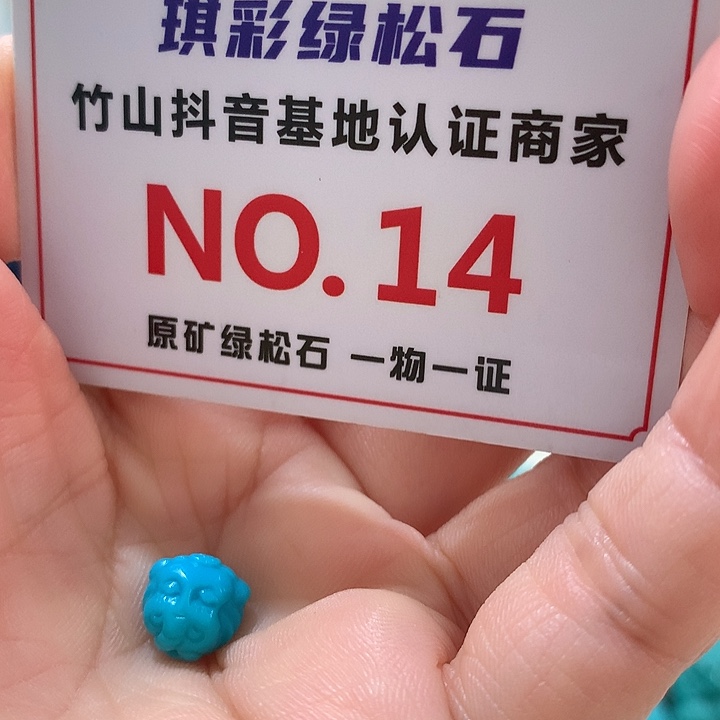 琪彩绿松石
竹山抖音基地认证商家
NO.14
原矿绿松石 一物一证